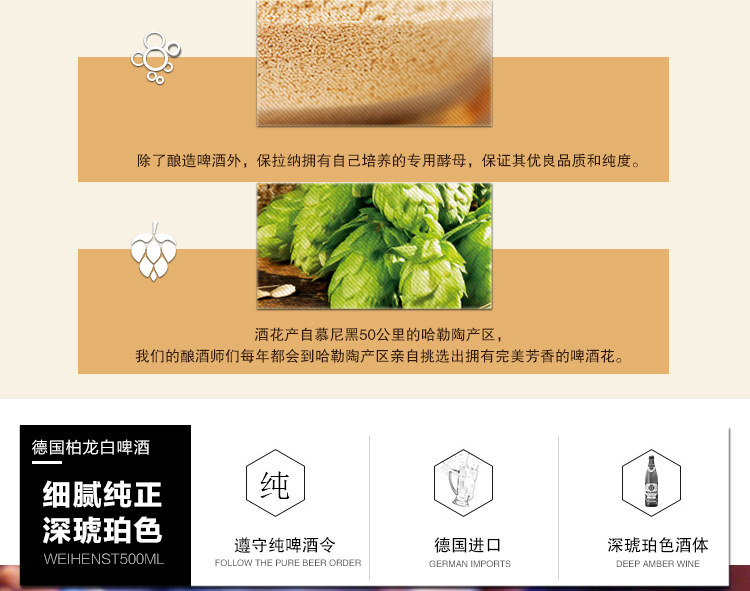 除了酿造啤酒外，保拉纳拥有自己培养的专用酵母，保证其优良品质和纯度。
酒花产自慕尼黑50公里的哈勒陶产区，
我们的酿酒师们每年都会到哈勒陶产区亲自挑选出拥有完美芳香的啤酒花。
德国柏龙白啤酒
细腻纯正
深琥珀色
WEIHENST500ML
纯
遵守纯啤酒令
FOLLOW THE PURE BEER ORDER
德国进口
GERMAN IMPORTS
深琥珀色酒体
DEEP AMBER WINE